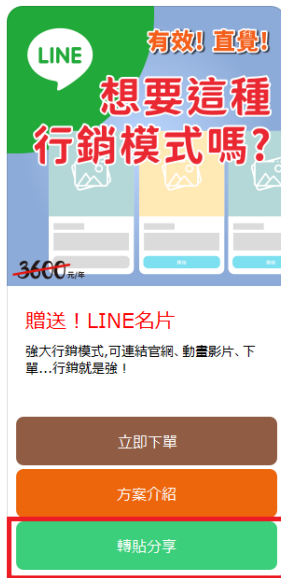 LINE
有效! 直覺!
想要這種
行銷模式嗎?
3600元/年
贈送！LINE名片
強大行銷模式,可連結官網、動畫影片、下
單...行銷就是強！
立即下單
方案介紹
轉貼分享